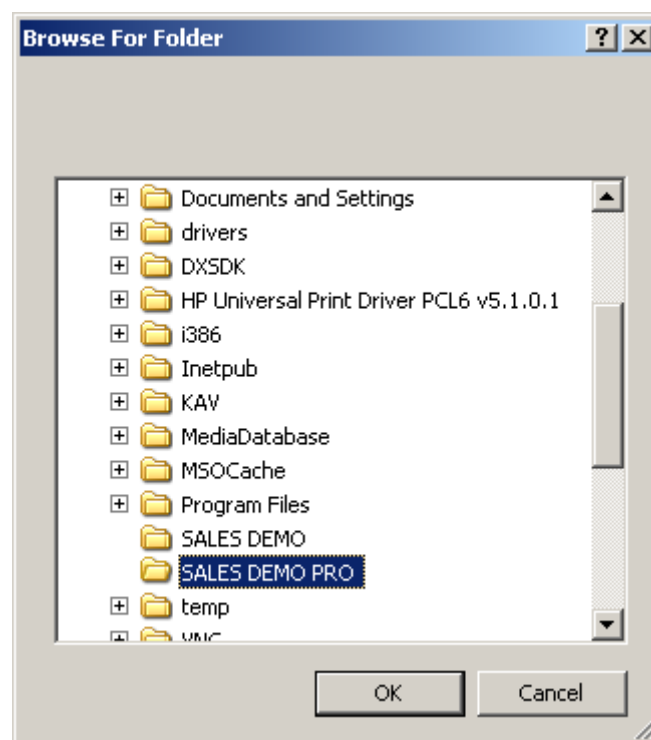 Browse For Folder
Documents and Settings
drivers
DXSDK
HP Universal Print Driver PCL6 v5.1.0.1
i386
Inetpub
KAV
MediaDatabase
MSOCache
Program Files
SALES DEMO
SALES DEMO PRO
temp
OK Cancel